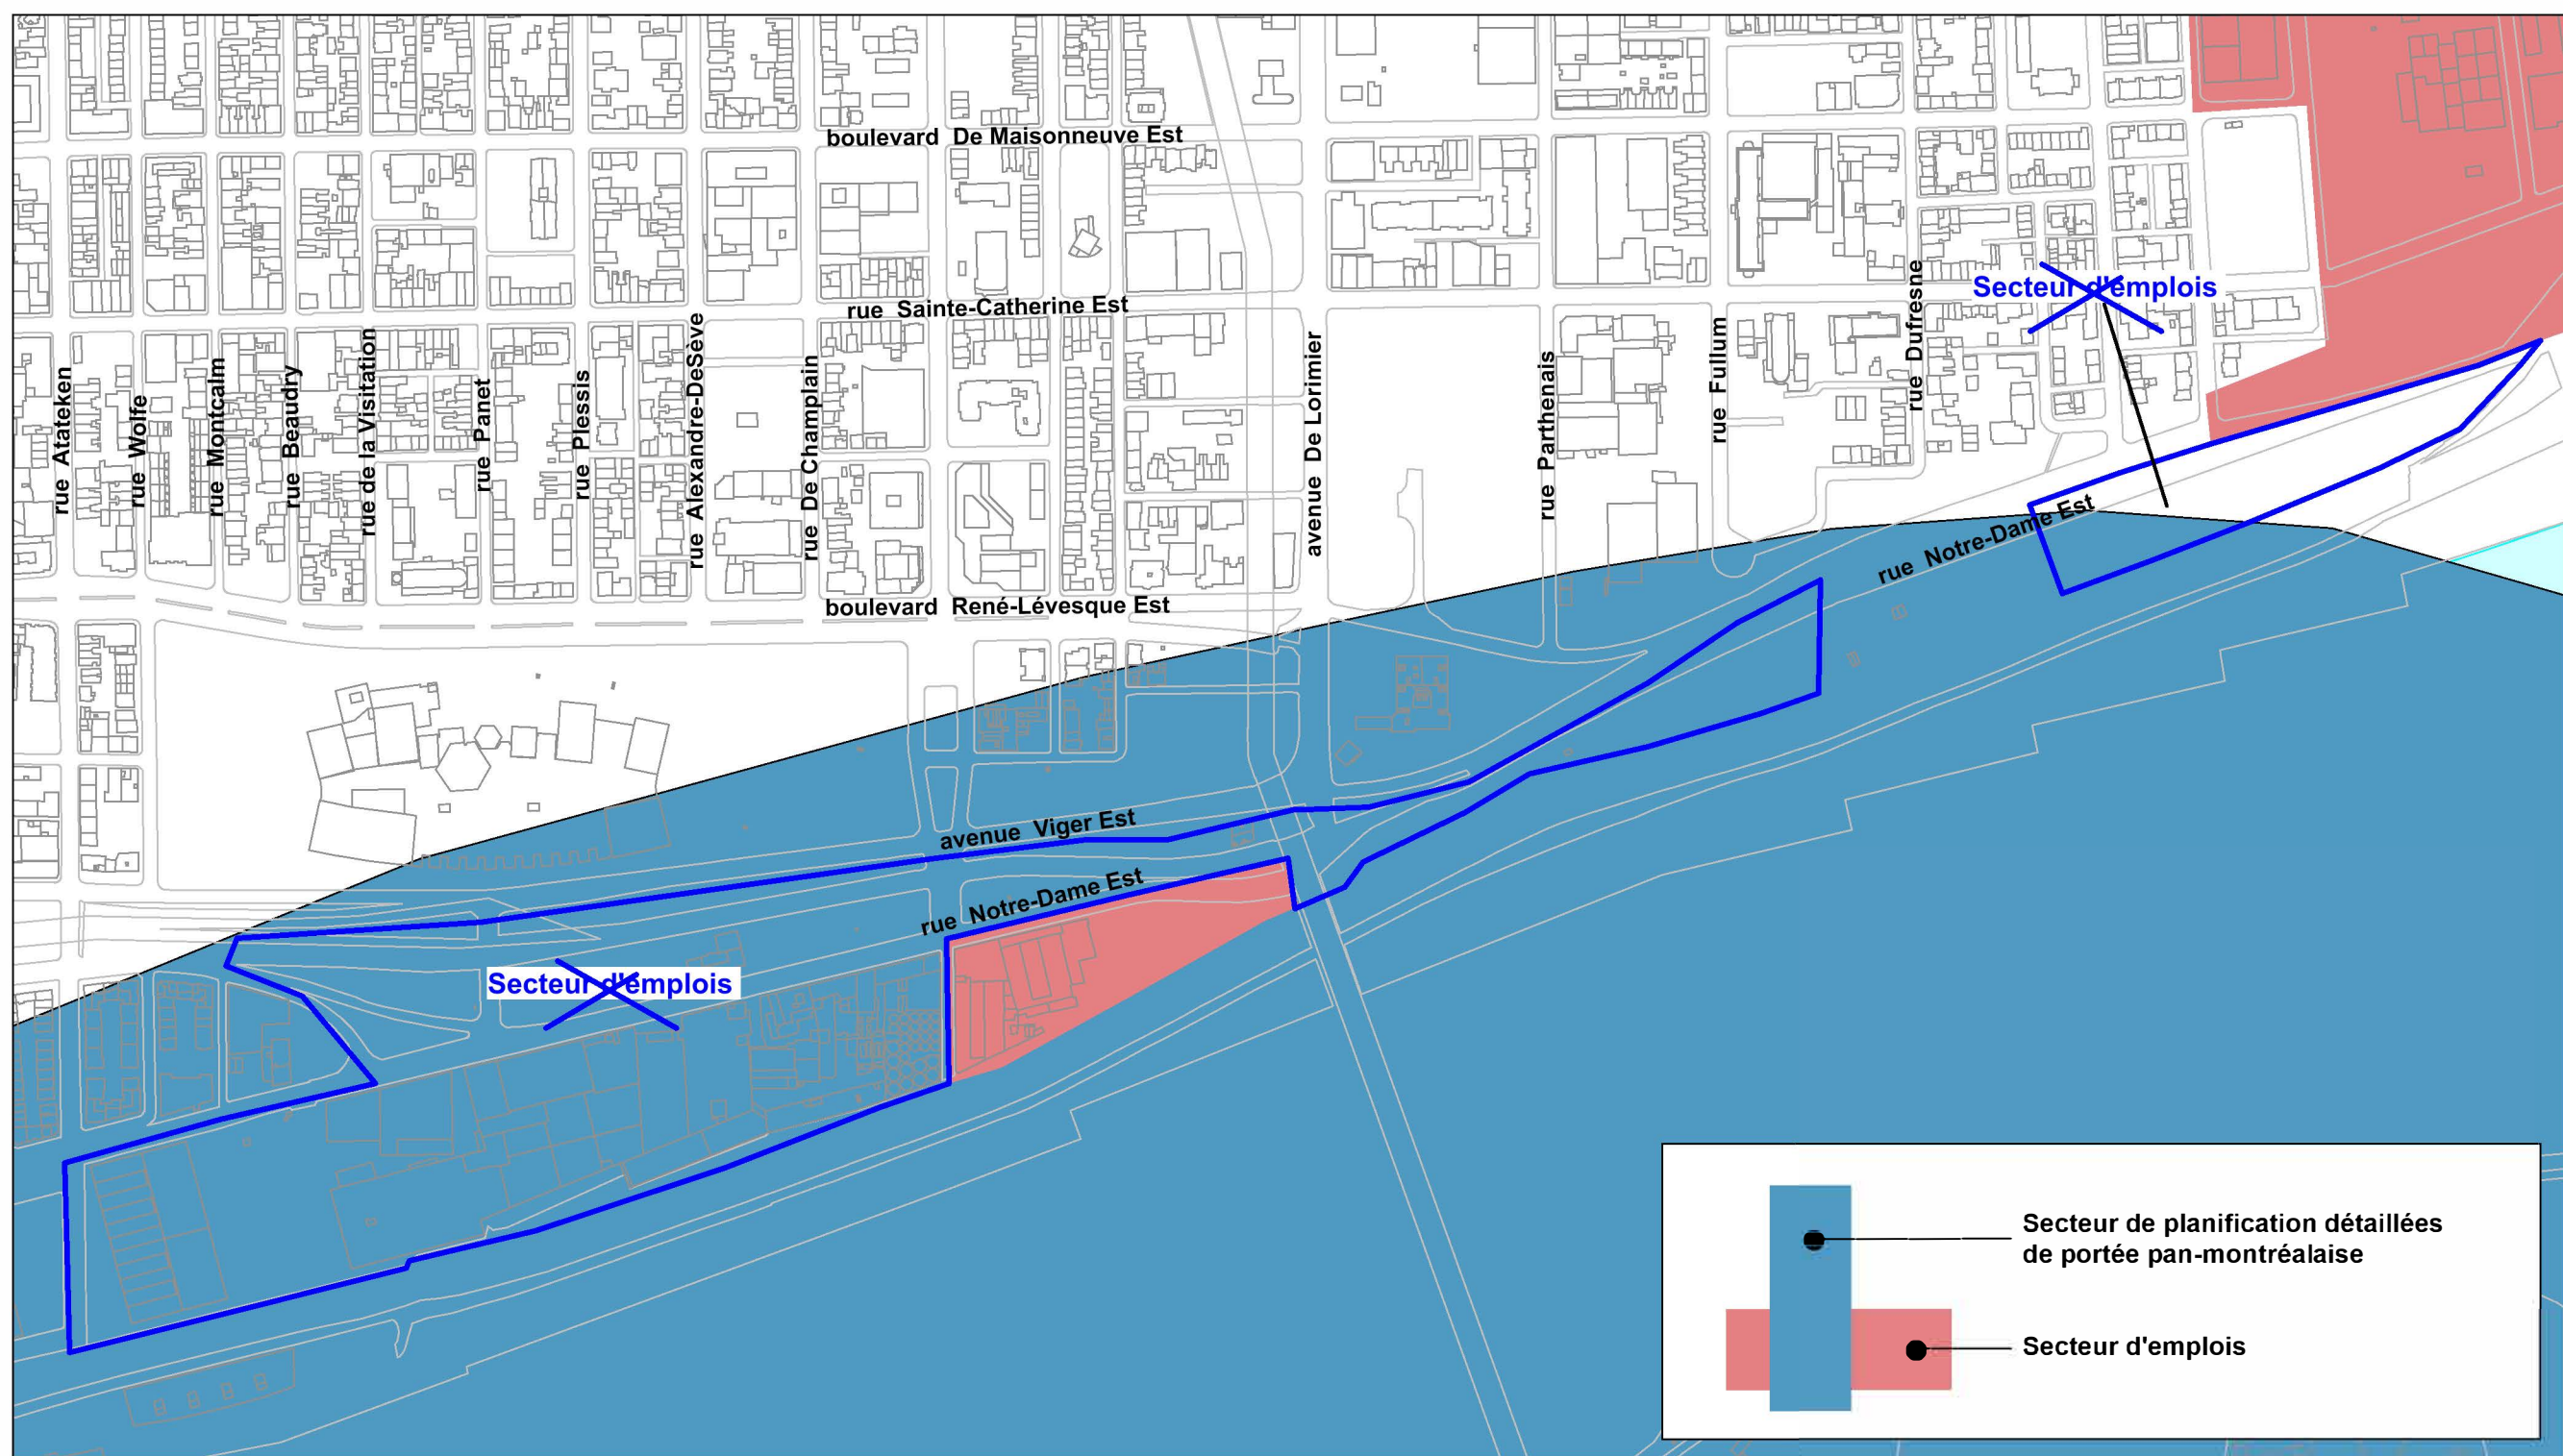 boulevard De Maisonneuve Est
rue Sainte-Catherine Est
Secteur d'emplois
rue Atateken
rue Wolfe
rue Montcalm
rue Beaudry
rue de la Visitation
rue Panet
rue Plessis
rue Alexandre-DeSève
rue De Champlain
avenue De Lorimier
rue Parthenais
rue Fullum
rue Dufresne
rue Notre-Dame Est
boulevard René-Lévesque Est
avenue Viger Est
rue Notre-Dame Est
Secteur d'emplois
Secteur de planification détaillées
de portée pan-montréalaise
Secteur d'emplois